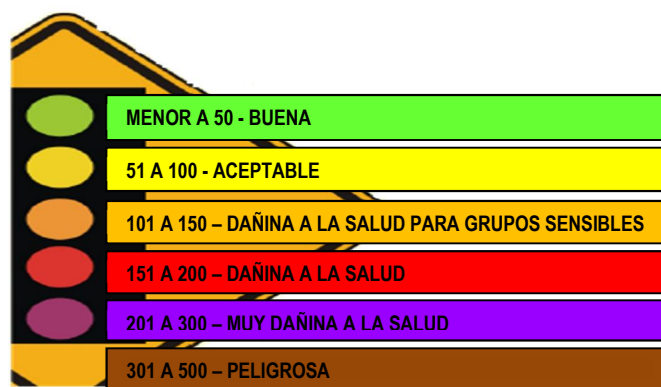 MENOR A 50 - BUENA
51 A 100 - ACEPTABLE
101 A 150 – DAÑINA A LA SALUD PARA GRUPOS SENSIBLES
151 A 200 – DAÑINA A LA SALUD
201 A 300 – MUY DAÑINA A LA SALUD
301 A 500 – PELIGROSA